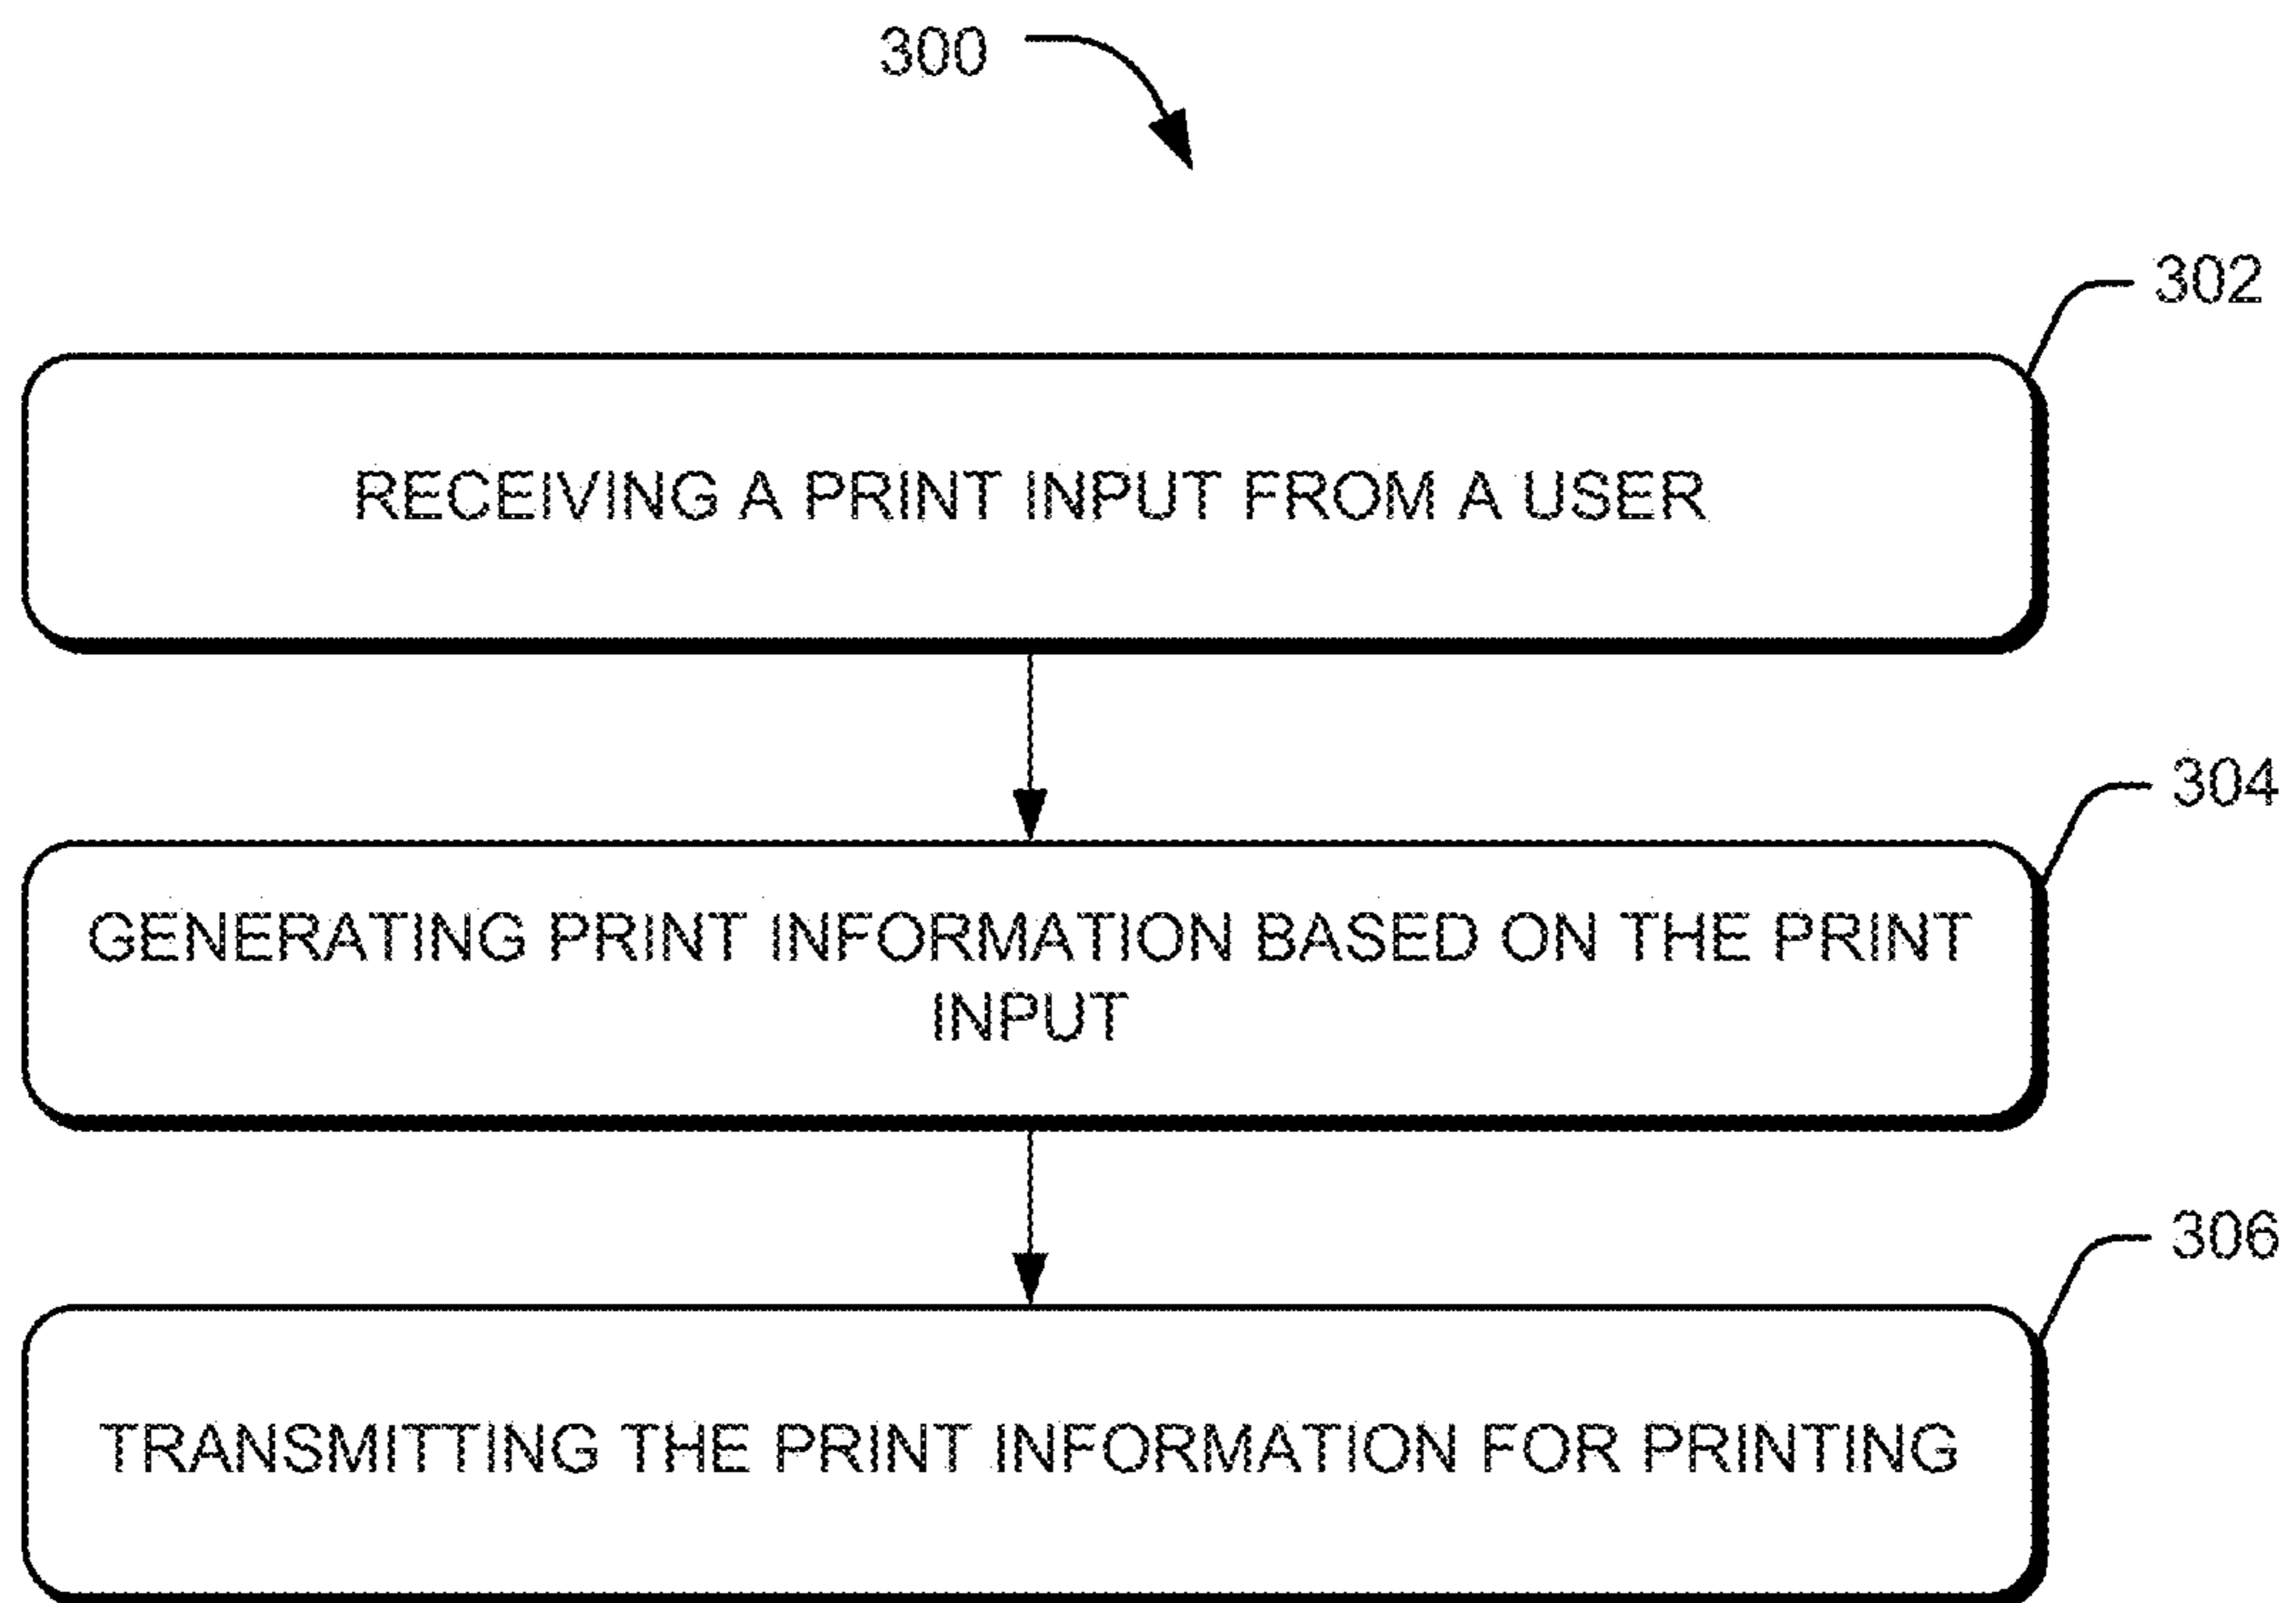 300
302
RECEIVING A PRINT INPUT FROM A USER
304
GENERATING PRINT INFORMATION BASED ON THE PRINT
INPUT
306
TRANSMITTING THE PRINT INFORMATION FOR PRINTING